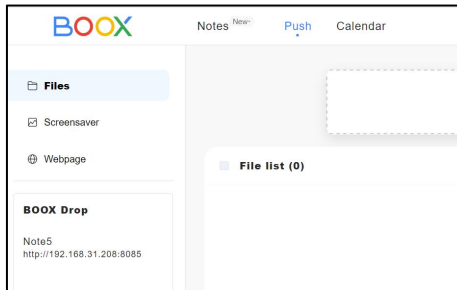 BOOX
Notes New~
Push
Calendar
Files
Screensaver
Webpage
File list (0)
BOOX Drop
Note5
http://192.168.31.208:8085